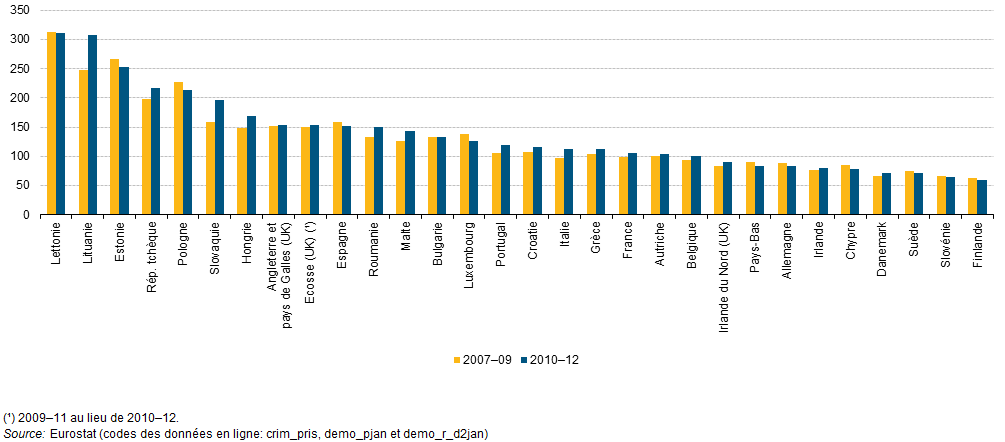 350
300
250
200
150
100
50
0
Lettonie
Lituanie
Estonie
Rép. tchèque
Pologne
Slovaquie
Hongrie
Angleterre et
pays de Galles (UK)
Ecosse (UK) (¹)
Espagne
Roumanie
Malte
Bulgarie
Luxembourg
Portugal
Croatie
Italie
Grèce
France
Autriche
Belgique
Irlande du Nord (UK)
Pays-Bas
Allemagne
Irlande
Chypre
Danemark
Suède
Slovénie
Finlande
2007–09 2010–12
(¹) 2009–11 au lieu de 2010–12.
Source: Eurostat (codes des données en ligne: crim_pris, demo_pjan et demo_r_d2jan)